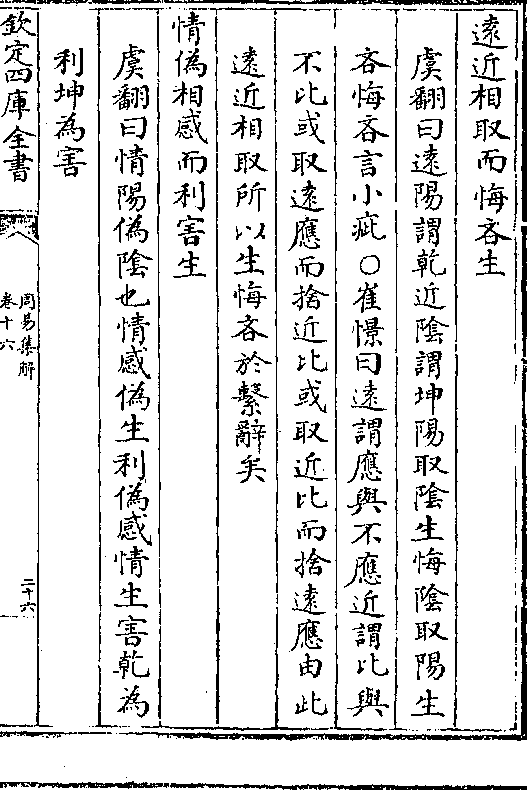 遠近相取而悔吝生
虞翻曰遠陽謂乾近隂謂坤陽取隂生悔隂取陽生
吝悔吝言小疵○崔憬曰遠謂應與不應近謂比與
不比或取遠應而捨近比或取近比而捨遠應由此
遠近相取所以生悔吝於繫辭矣
情偽相感而利害生
虞翻曰情陽偽隂也情感偽生利偽感情生害乾為
利坤為害
欽定四庫全書
周易集解
卷十六
二十六